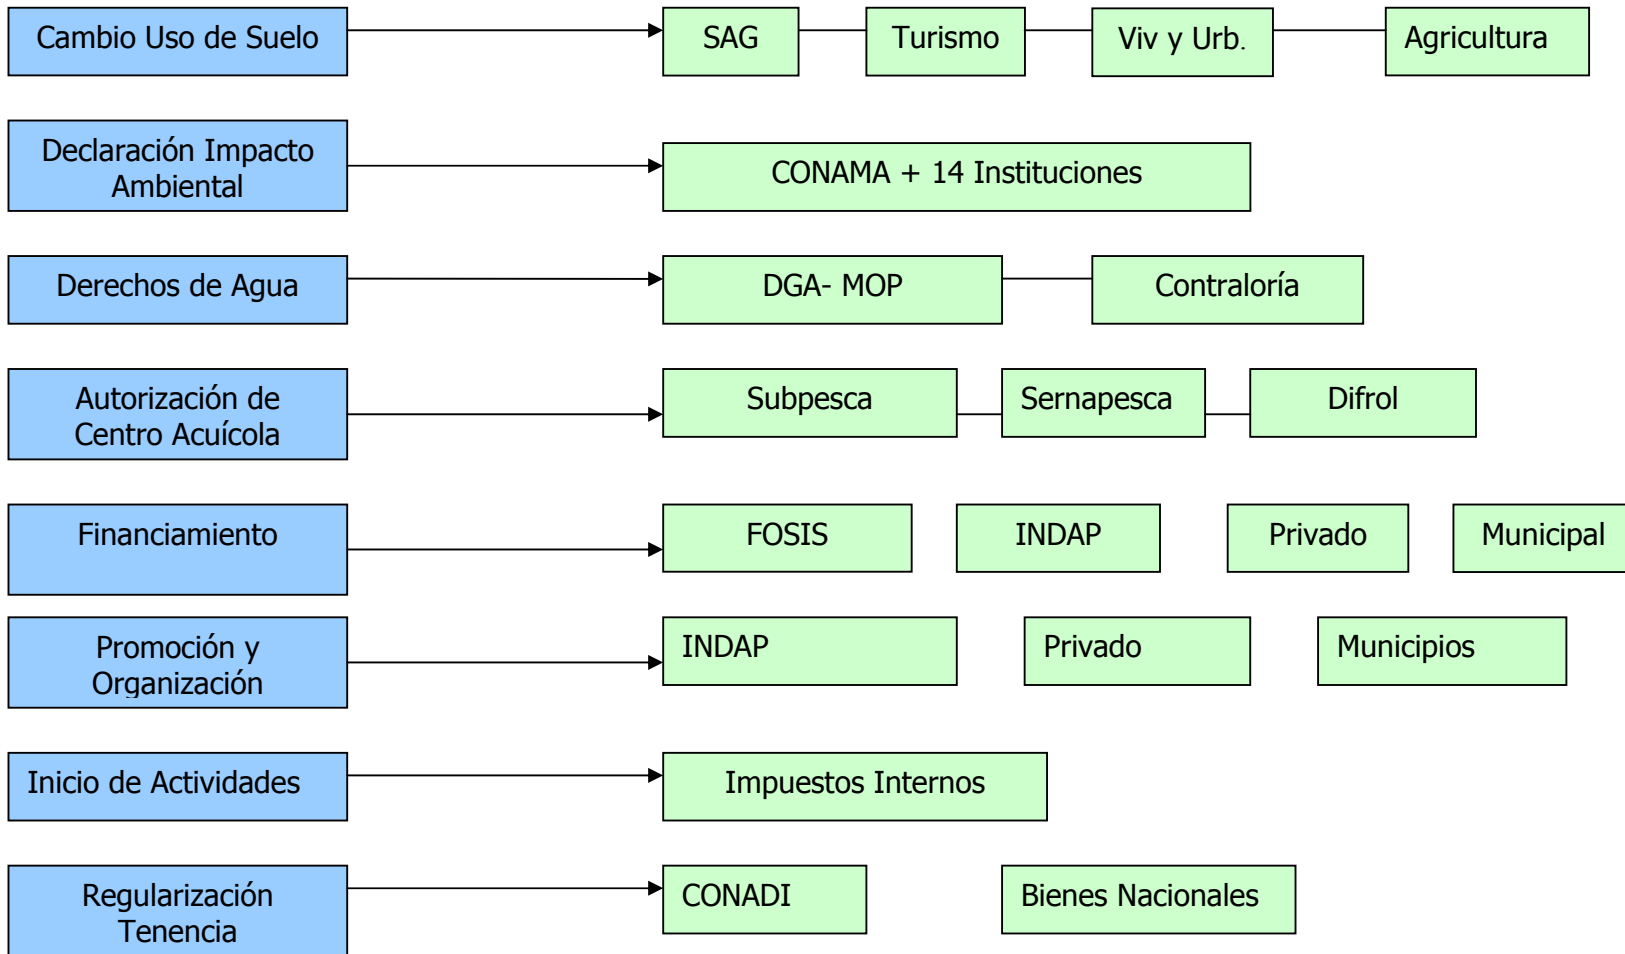 Cambio Uso de Suelo
SAG
Turismo
Viv y Urb.
Agricultura
Declaración Impacto
Ambiental
CONAMA + 14 Instituciones
Derechos de Agua
DGA- MOP
Contraloría
Autorización de
Centro Acuícola
Subpesca
Sernapesca
Difrol
Financiamiento
FOSIS
INDAP
Privado
Municipal
Promoción y
Organización
INDAP
Privado
Municipios
Inicio de Actividades
Impuestos Internos
Regularización
Tenencia
CONADI
Bienes Nacionales